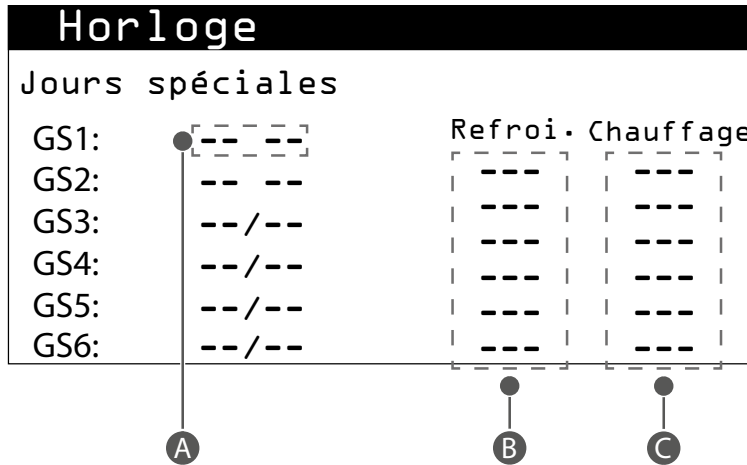 Horloge
Jours spéciales
Refroi. Chauffage
GS1: -- -- --- ---
GS2: -- -- --- ---
GS3: --/-- --- ---
GS4: --/-- --- ---
GS5: --/-- --- ---
GS6: --/-- --- ---
A B C